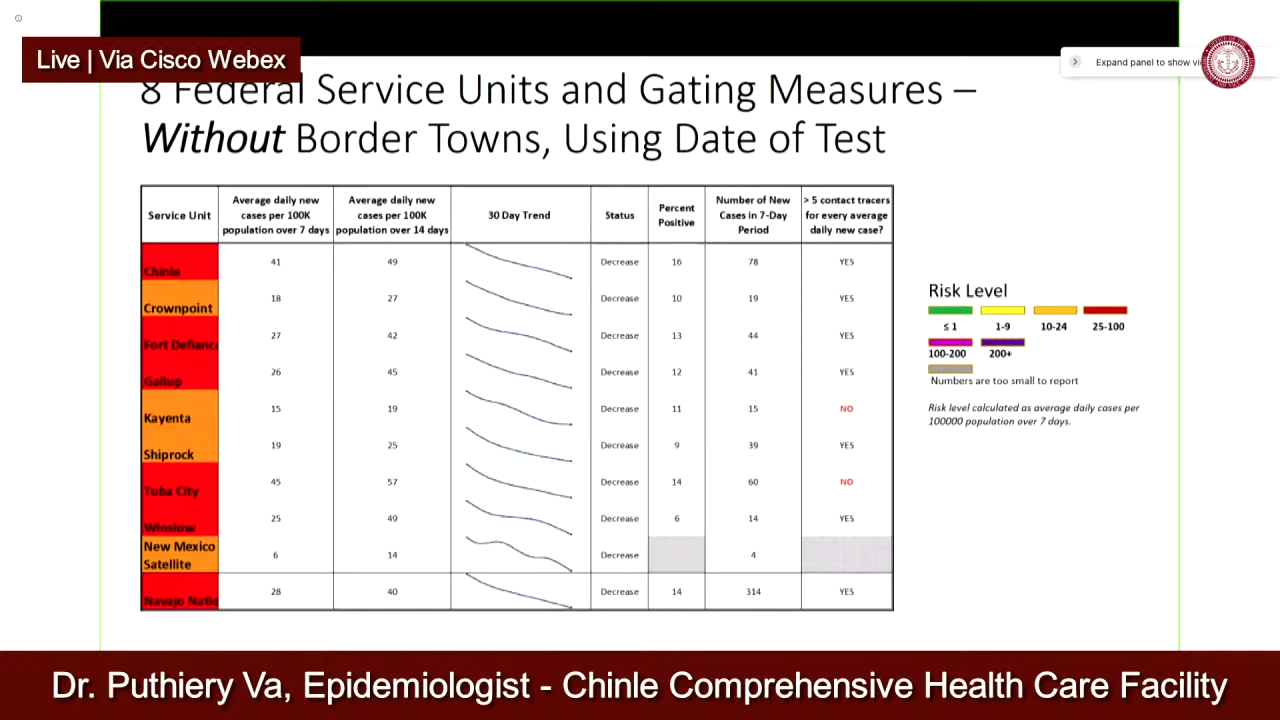 Live | Via Cisco Webex
Expand panel to show vi
8 Federal Service Units and Gating Measures –
Without Border Towns, Using Date of Test
Service Unit
Average daily new
cases per 100K
population over 7 days
Average daily new
cases per 100K
population over 14 days
30 Day Trend
Status
Percent
Positive
Number of New
Cases in 7-Day
Period
> 5 contact tracers
for every average
daily new case?
Chinle 41 49 Decrease 16 78 YES
Crownpoint 18 27 Decrease 10 19 YES
Fort Defiance 27 42 Decrease 13 44 YES
Gallup 26 45 Decrease 12 41 YES
Kayenta 15 19 Decrease 11 15 NO
Shiprock 19 25 Decrease 9 39 YES
Tuba City 45 57 Decrease 14 60 NO
Winslow 25 49 Decrease 6 14 YES
New Mexico
Satellite 6 14 Decrease 4
Navajo Natio 28 40 Decrease 14 314 YES
Risk Level
≤ 1 1-9 10-24 25-100
100-200 200+
Numbers are too small to report
Risk level calculated as average daily cases per
100000 population over 7 days.
Dr. Puthiery Va, Epidemiologist - Chinle Comprehensive Health Care Facility